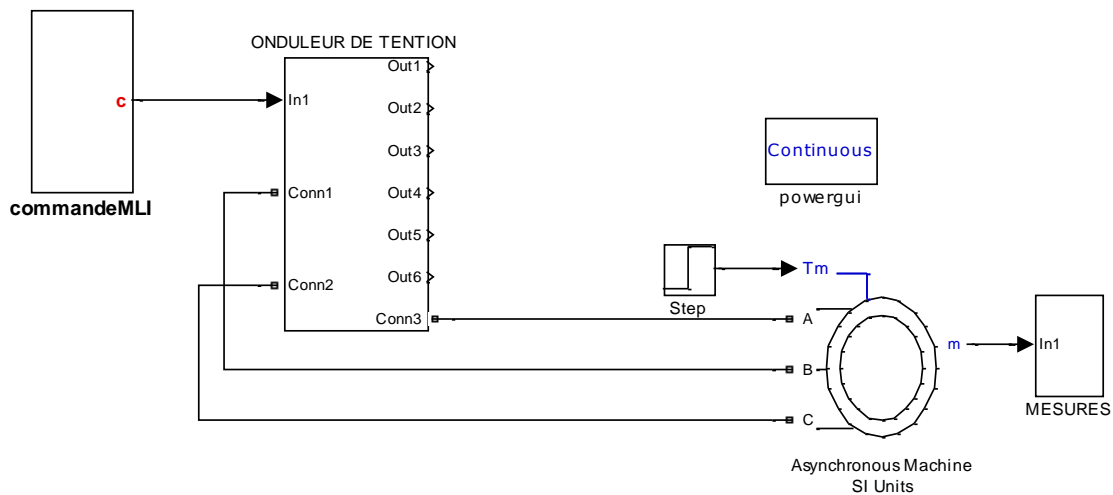 ONDULEUR DE TENTION
c
commandeMLI
In1
Conn1
Conn2
Out1
Out2
Out3
Out4
Out5
Out6
Conn3
Continuous
powergui
Step
Tm
A
B
C
m
Asynchronous Machine
SI Units
In1
MESURES